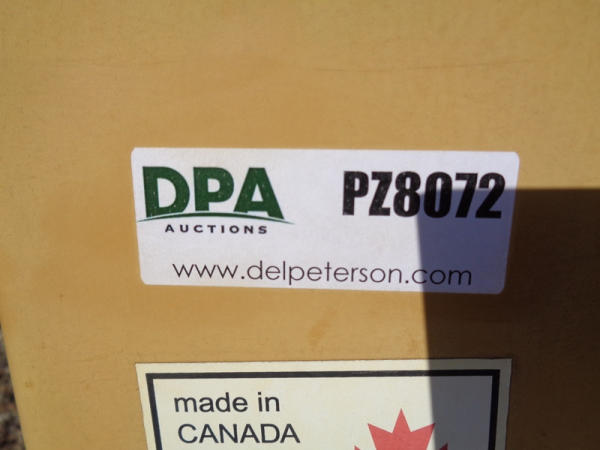 DPA
AUCTIONS
PZ8072
www.delpeterson.com
made in
CANADA